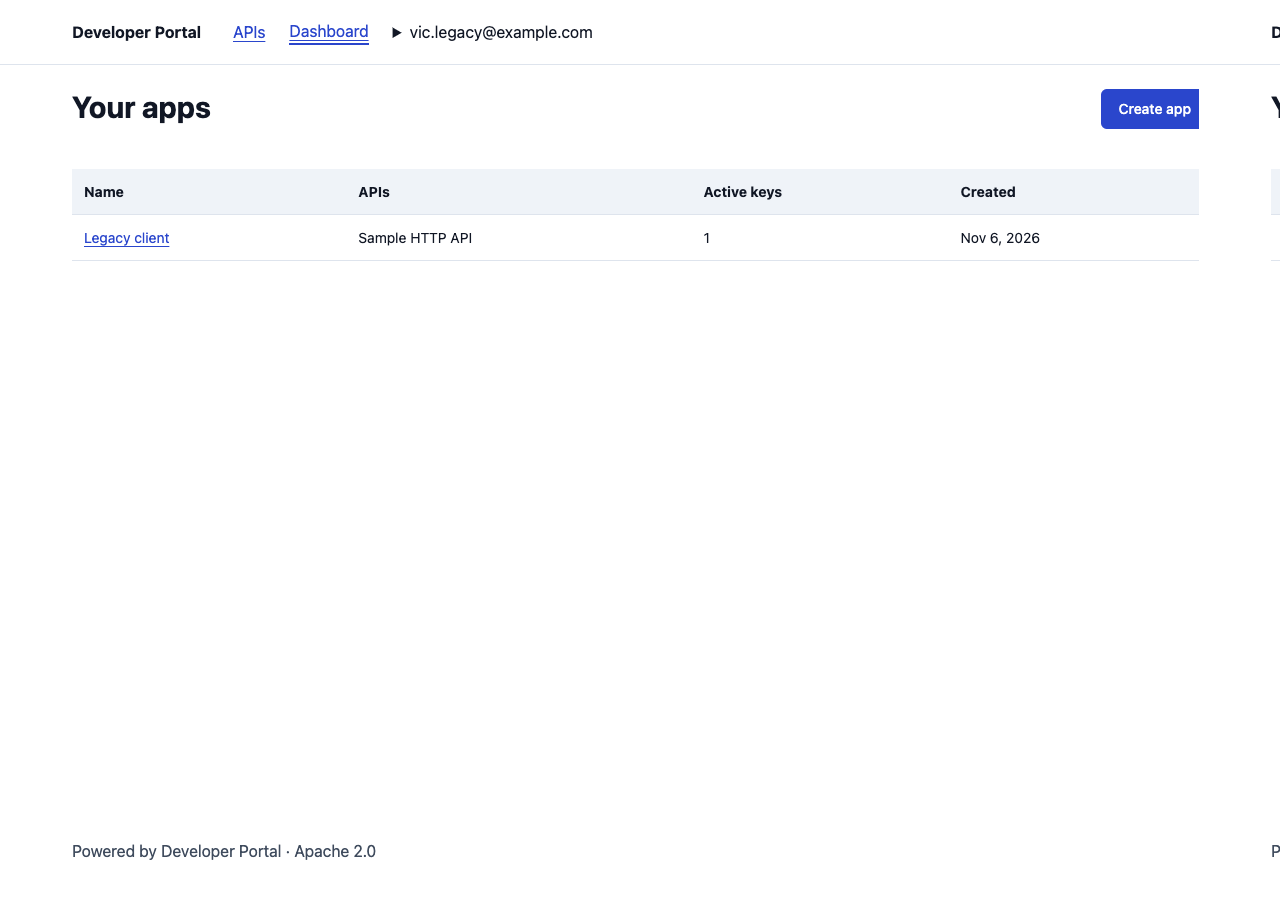 Developer Portal APIs Dashboard ▶ vic.legacy@example.com
Your apps Create app
Name APIs Active keys Created
Legacy client Sample HTTP API 1 Nov 6, 2026
Powered by Developer Portal · Apache 2.0